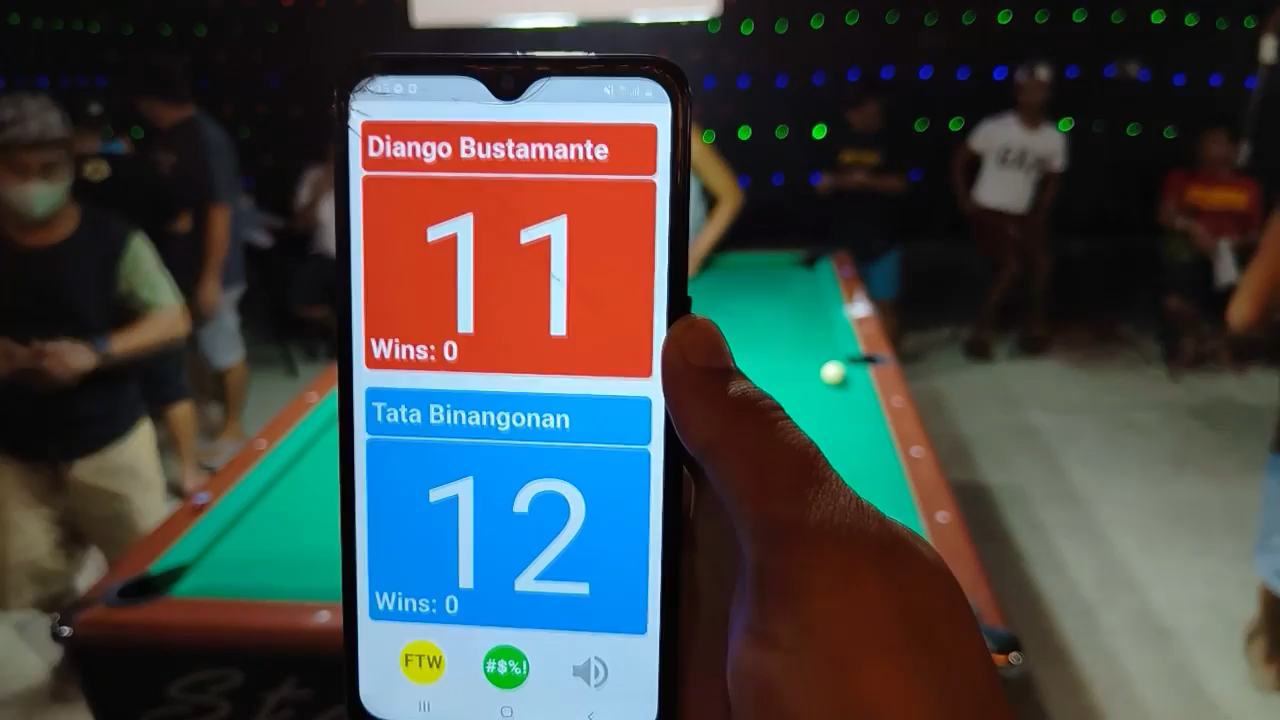 Diango Bustamante
11
Wins: 0
Tata Binangonan
12
Wins: 0
FTW
#$%!